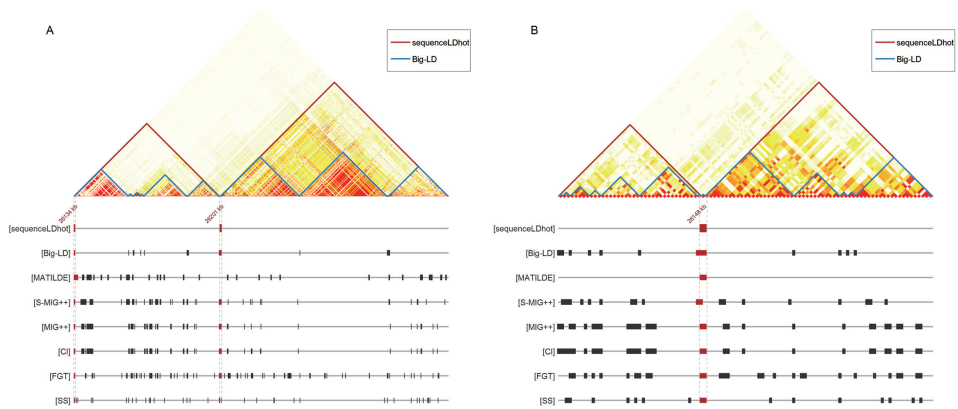 A
sequenceLDhot
Big-LD
26134 kb
26201 kb
[sequenceLDhot]
[Big-LD]
[MATILDE]
[S-MIG++]
[MIG++]
[CI]
[FGT]
[SS]
B
sequenceLDhot
Big-LD
26148 kb
[sequenceLDhot]
[Big-LD]
[MATILDE]
[S-MIG++]
[MIG++]
[CI]
[FGT]
[SS]